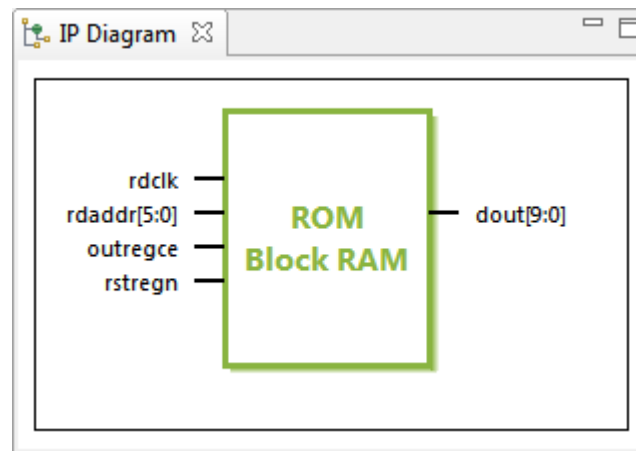 IP Diagram
rdclk
rdaddr[5:0]
outregce
rstregn
ROM
Block RAM
dout[9:0]